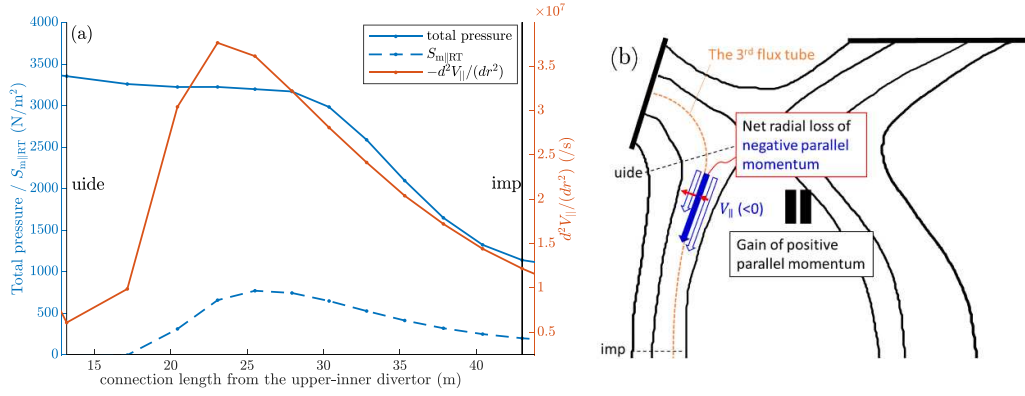 (a)
total pressure
S_m∥RT
−d²V_∥/(dr²)
Total pressure / S_m∥RT (N/m²)
4000
3500
3000
2500
2000
1500
1000
500
0
uide
imp
×10⁷
3.5
3
2.5
2
1.5
1
0.5
d²V_∥/(dr²) (/s)
15
20
25
30
35
40
connection length from the upper-inner divertor (m)
(b)
The 3rd flux tube
Net radial loss of
negative parallel
momentum
uide
V_∥ (<0)
Gain of positive
parallel momentum
imp